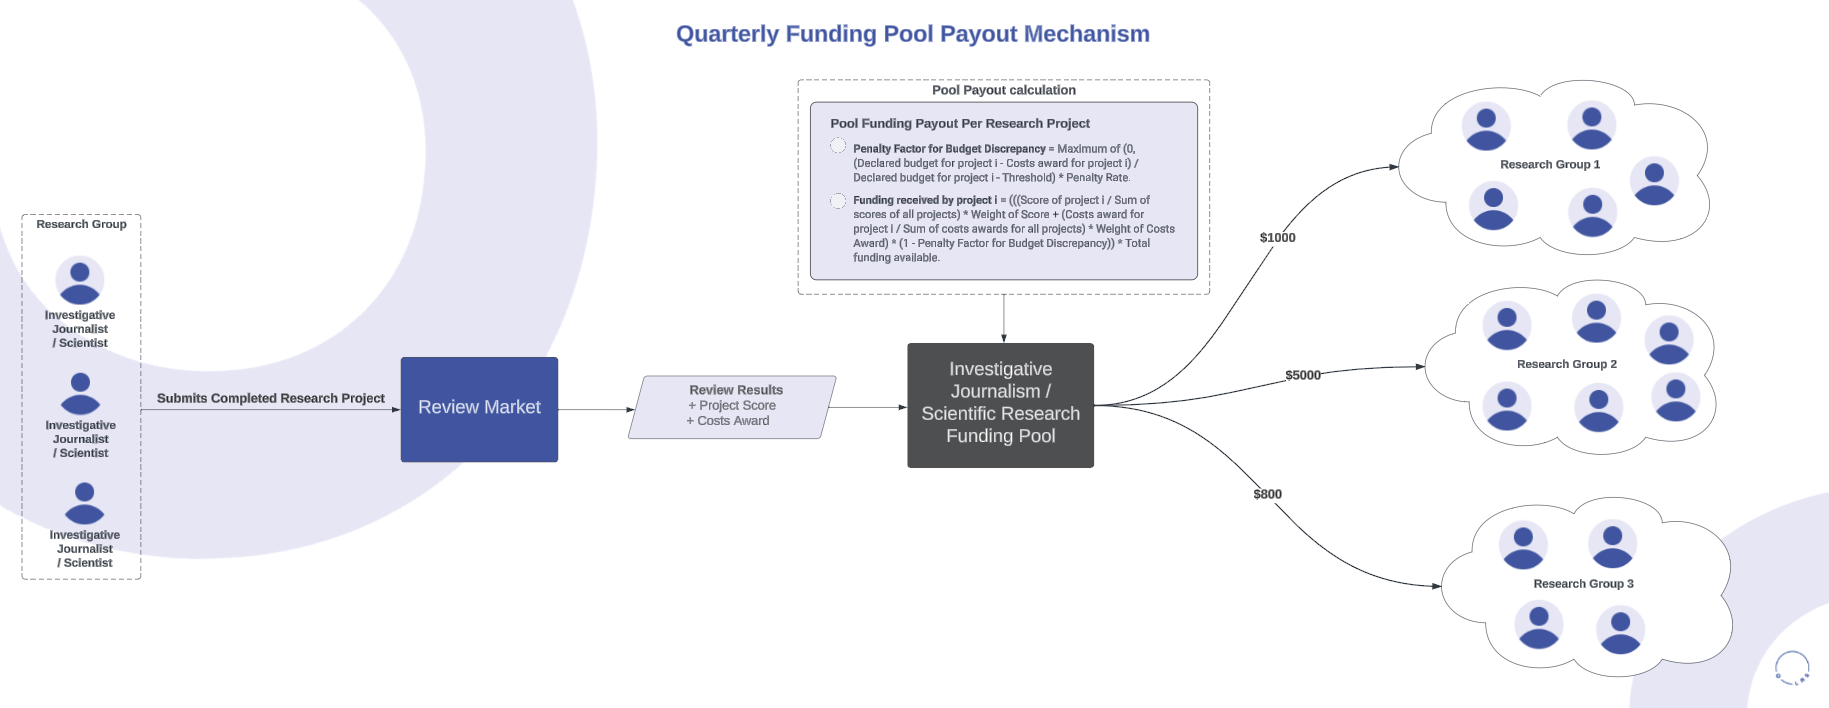 Quarterly Funding Pool Payout Mechanism
Pool Payout calculation
Pool Funding Payout Per Research Project
Penalty Factor for Budget Discrepancy = Maximum of (0,
(Declared budget for project i - Costs award for project i) /
Declared budget for project i - Threshold) * Penalty Rate.
Funding received by project i = (((Score of project i / Sum of
scores of all projects) * Weight of Score + (Costs award for
project i / Sum of costs awards for all projects) * Weight of Costs
Award) * (1 - Penalty Factor for Budget Discrepancy)) * Total
funding available.
Research Group
Investigative
Journalist
/ Scientist
Investigative
Journalist
/ Scientist
Investigative
Journalist
/ Scientist
Submits Completed Research Project
Review Market
Review Results
+ Project Score
+ Costs Award
Investigative
Journalism /
Scientific Research
Funding Pool
$1000
$5000
$800
Research Group 1
Research Group 2
Research Group 3